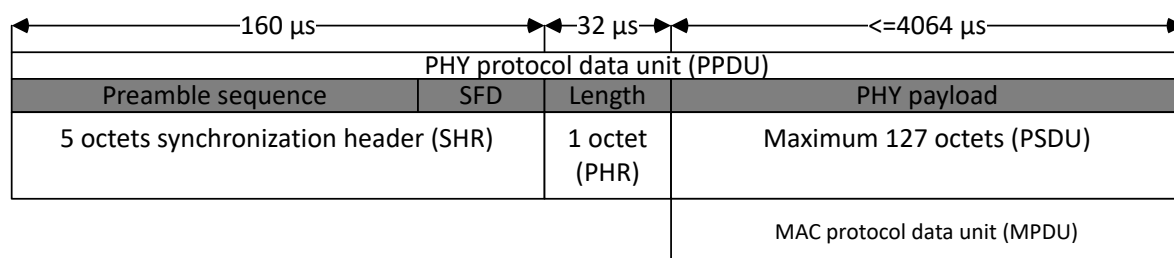 160 µs 32 µs <=4064 µs
PHY protocol data unit (PPDU)
Preamble sequence SFD Length PHY payload
5 octets synchronization header (SHR) 1 octet Maximum 127 octets (PSDU)
(PHR)
MAC protocol data unit (MPDU)